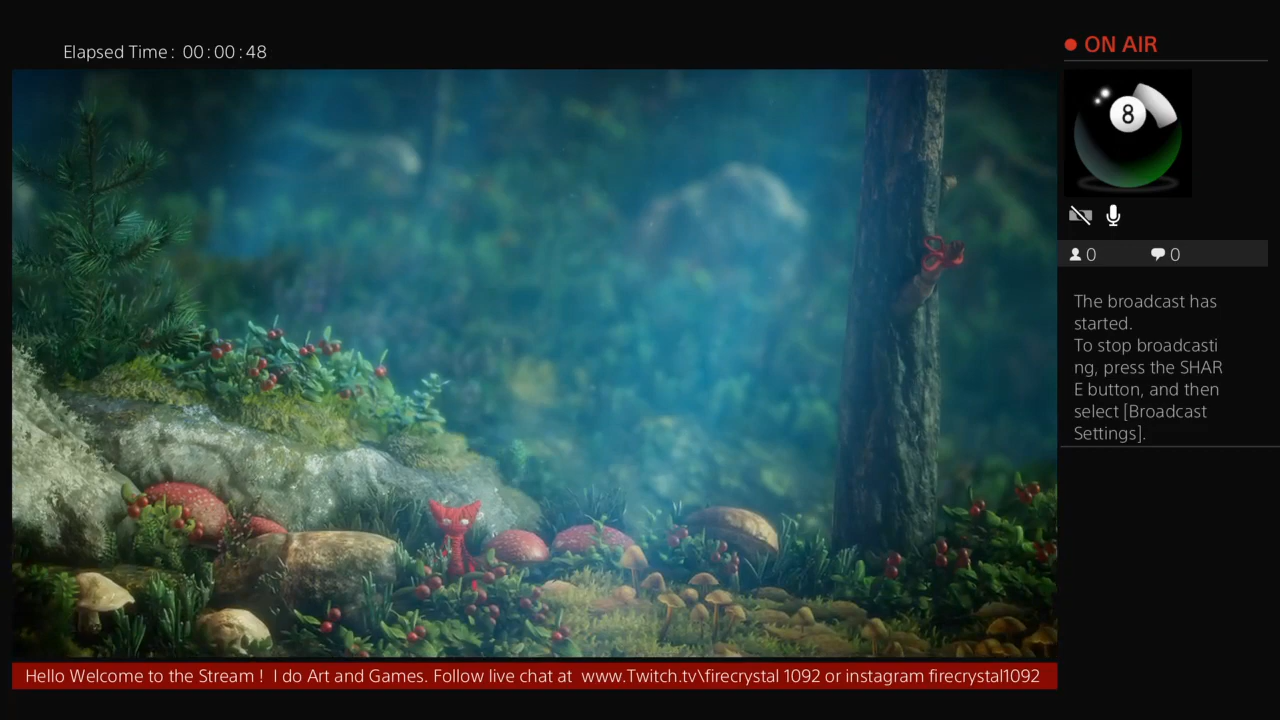 Elapsed Time: 00:00:48
ON AIR
8
0 0
The broadcast has
started.
To stop broadcasti
ng, press the SHAR
E button, and then
select [Broadcast
Settings].
Hello Welcome to the Stream ! I do Art and Games. Follow live chat at www.Twitch.tv\firecrystal 1092 or instagram firecrystal1092